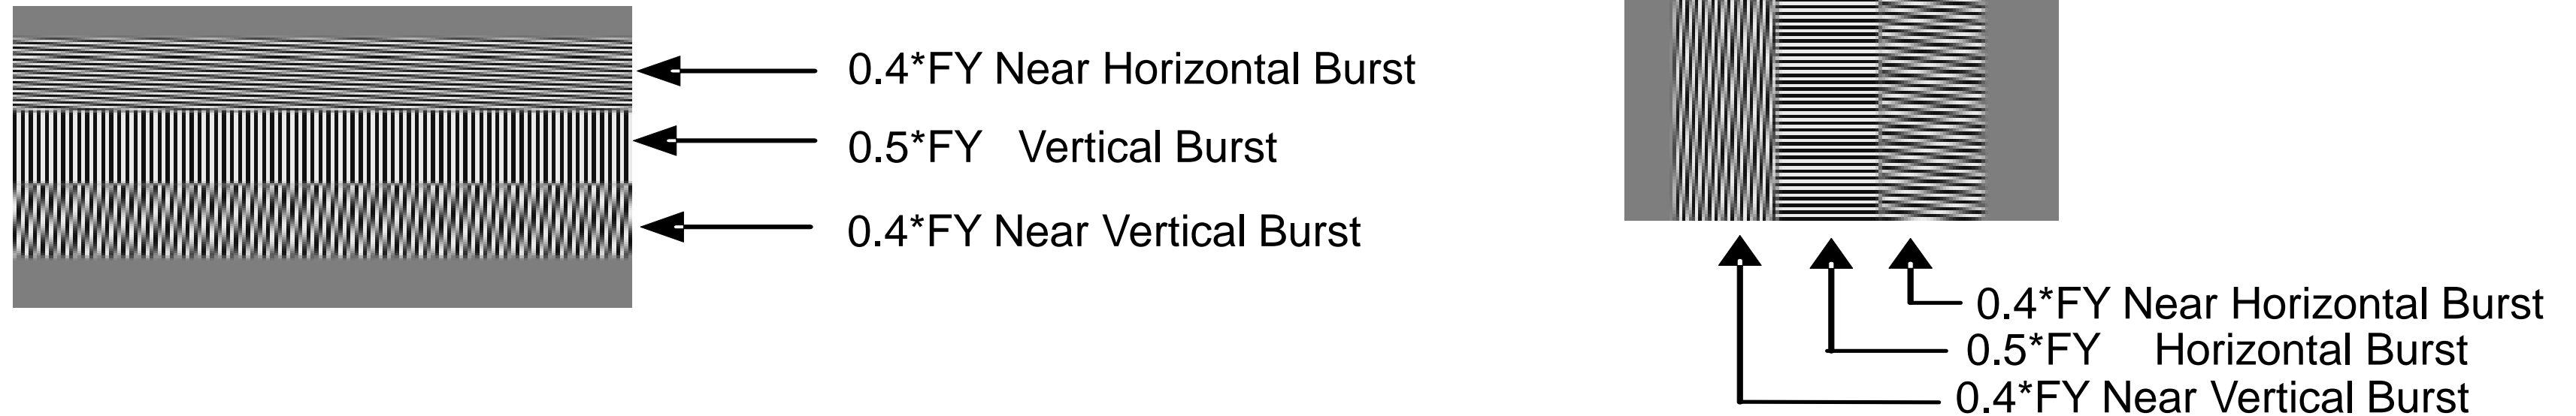 0.4*FY Near Horizontal Burst
0.5*FY Vertical Burst
0.4*FY Near Vertical Burst
0.4*FY Near Horizontal Burst
0.5*FY Horizontal Burst
0.4*FY Near Vertical Burst